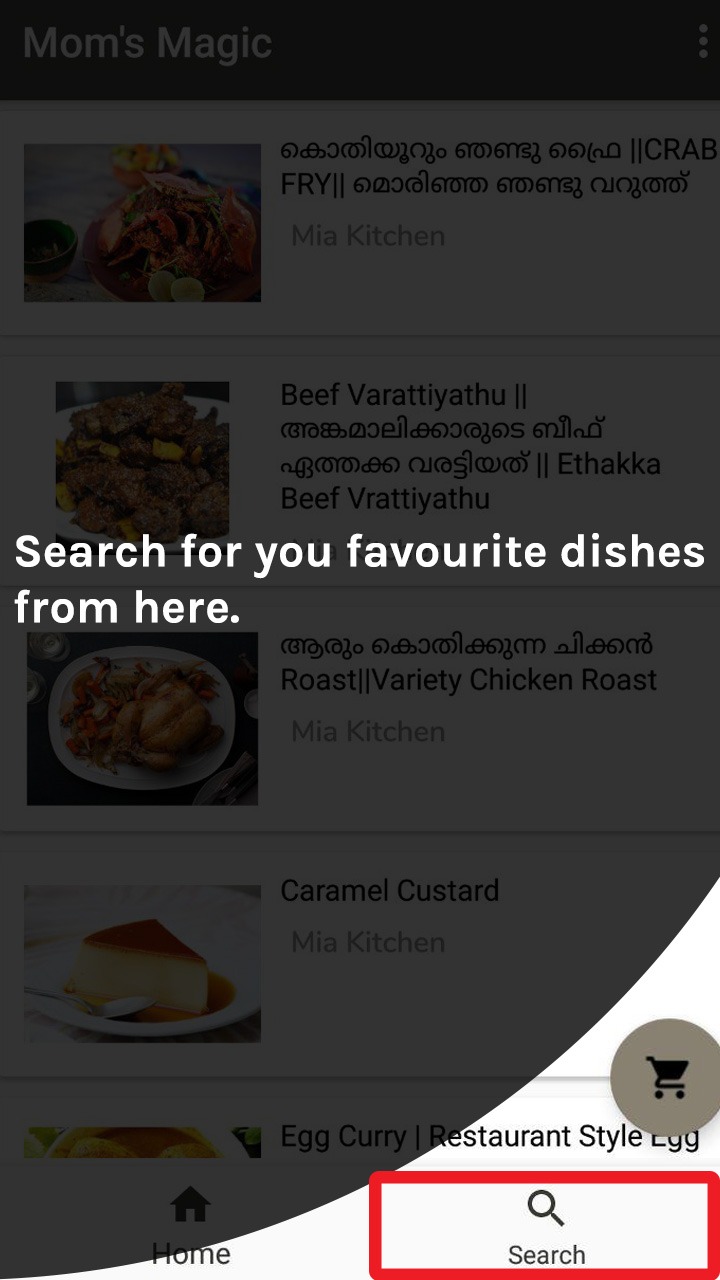 Mom's Magic
കൊതിയൂറും ഞണ്ടു ഫ്രൈ ||CRAB
FRY|| മൊരിഞ്ഞ ഞണ്ടു വറുത്ത്
Mia Kitchen
Beef Varattiyathu ||
അങ്കമാലിക്കാരുടെ ബീഫ്
ഏത്തക്ക വരട്ടിയത് || Ethakka
Beef Vrattiyathu
Search for you favourite dishes
from here.
ആരും കൊതിക്കുന്ന ചിക്കൻ
Roast||Variety Chicken Roast
Mia Kitchen
Caramel Custard
Mia Kitchen
Egg Curry | Restaurant Style Egg
Home
Search